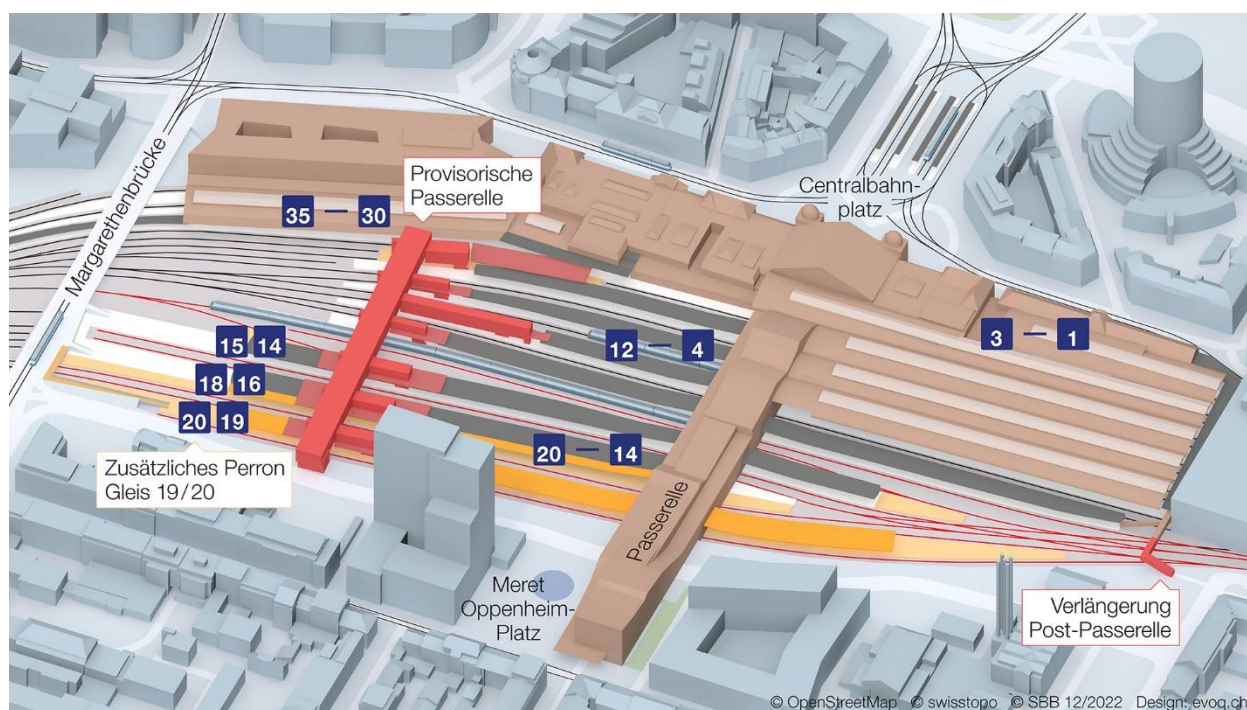 Margarethenbrücke
35 — 30
Provisorische
Passerelle
Centralbahn-
platz
15 14
12 — 4
3 — 1
18 16
20 19
20 — 14
Zusätzliches Perron
Gleis 19/20
Passerelle
Meret
Oppenheim-
Platz
Verlängerung
Post-Passerelle
© OpenStreetMap © swisstopo © SBB 12/2022 Design: evoq.ch